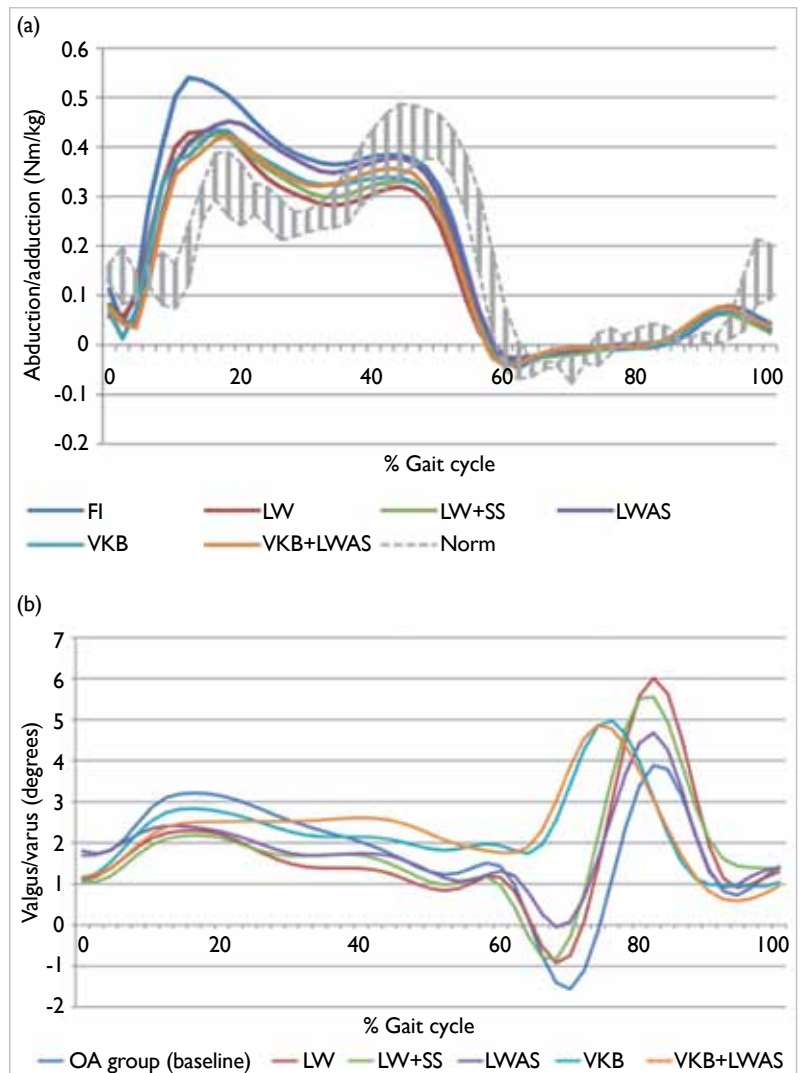 (a)
0.6
0.5
0.4
0.3
0.2
0.1
0
-0.1
-0.2
Abduction/adduction (Nm/kg)
0 20 40 60 80 100
% Gait cycle
FI LW LW+SS LWAS
VKB VKB+LWAS Norm
(b)
7
6
5
4
3
2
1
0
-1
-2
Valgus/varus (degrees)
0 20 40 60 80 100
% Gait cycle
OA group (baseline) LW LW+SS LWAS VKB VKB+LWAS